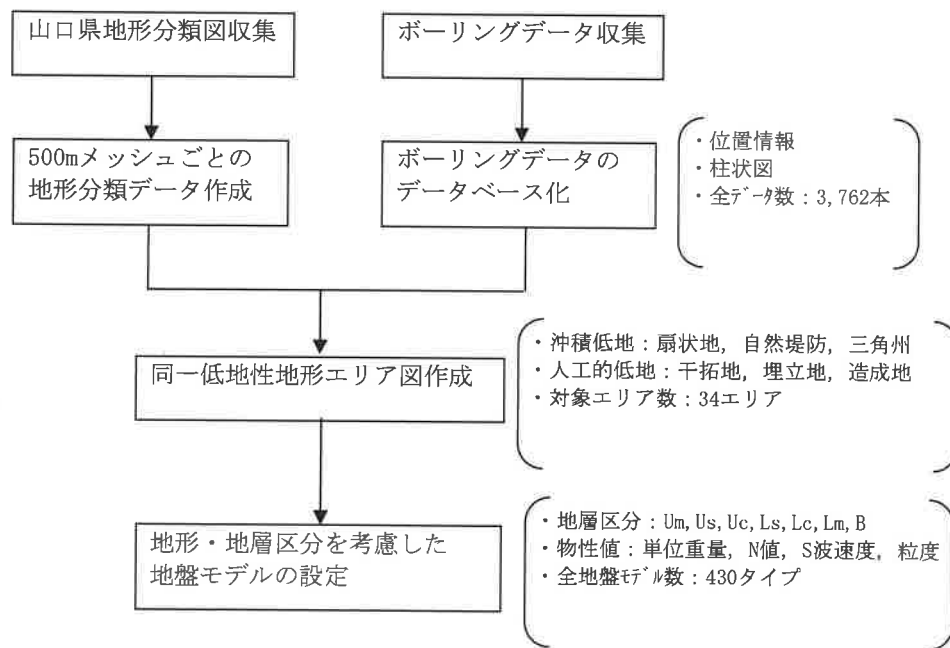 山口県地形分類図収集
ボーリングデータ収集
500mメッシュごとの
地形分類データ作成
ボーリングデータの
データベース化
・位置情報
・柱状図
・全ﾃﾞｰﾀ数：3,762本
同一低地性地形エリア図作成
・沖積低地：扇状地，自然堤防，三角州
・人工的低地：干拓地，埋立地，造成地
・対象エリア数：34エリア
地形・地層区分を考慮した
地盤モデルの設定
・地層区分：Um,Us,Uc,Ls,Lc,Lm,B
・物性値：単位重量，N値，S波速度，粒度
・全地盤ﾓﾃﾞﾙ数：430タイプ